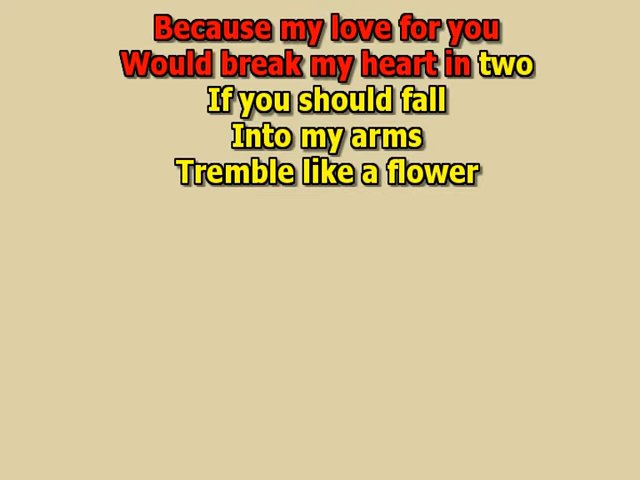 Because my love for you
Would break my heart in two
If you should fall
Into my arms
Tremble like a flower